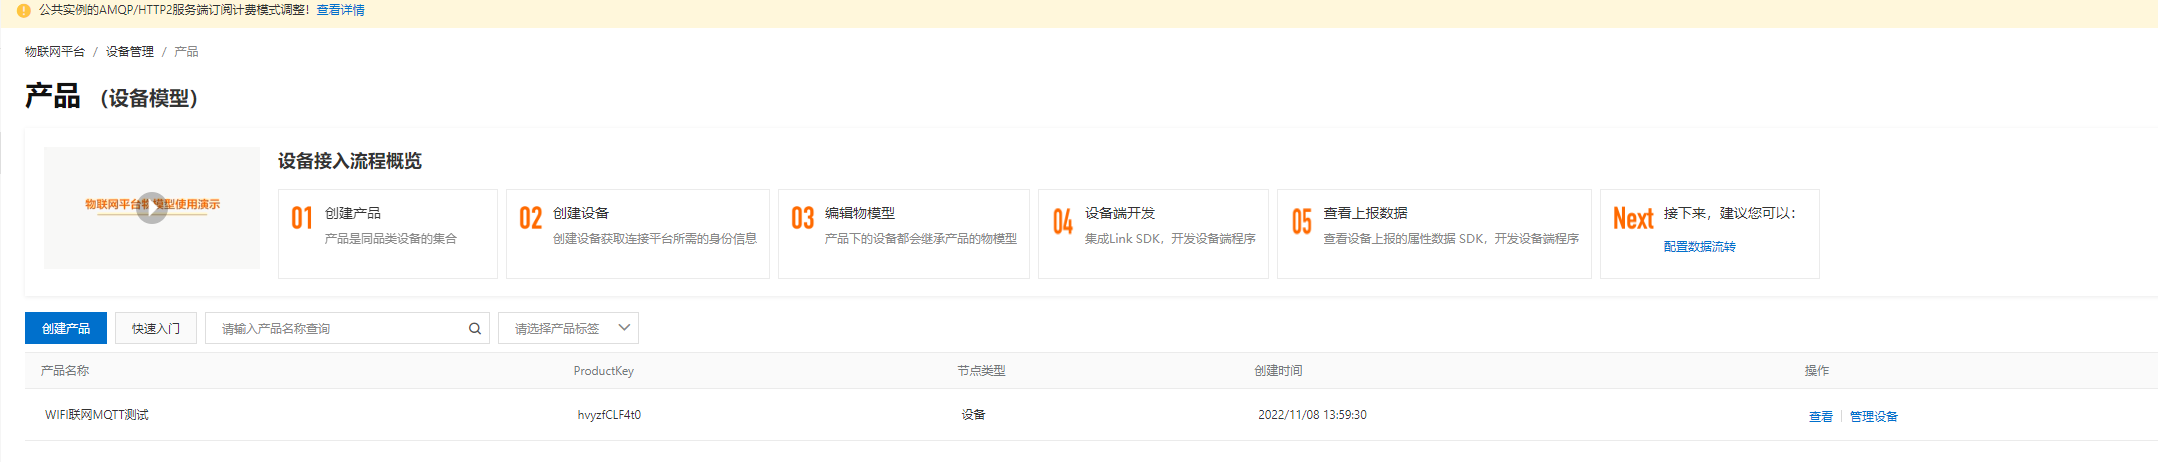 公共实例的AMQP/HTTP2服务端订阅计费模式调整！查看详情
物联网平台 / 设备管理 / 产品
产品 （设备模型）
物联网平台物模型使用演示
设备接入流程概览
01 创建产品
产品是同品类设备的集合
02 创建设备
创建设备获取连接平台所需的身份信息
03 编辑物模型
产品下的设备都会继承产品的物模型
04 设备端开发
集成Link SDK，开发设备端程序
05 查看上报数据
查看设备上报的属性数据 SDK，开发设备端程序
Next 接下来，建议您可以：
配置数据流转
创建产品 快速入门 请输入产品名称查询 请选择产品标签
产品名称 ProductKey 节点类型 创建时间 操作
WIFI联网MQTT测试 hvyzfCLF4t0 设备 2022/11/08 13:59:30 查看 管理设备